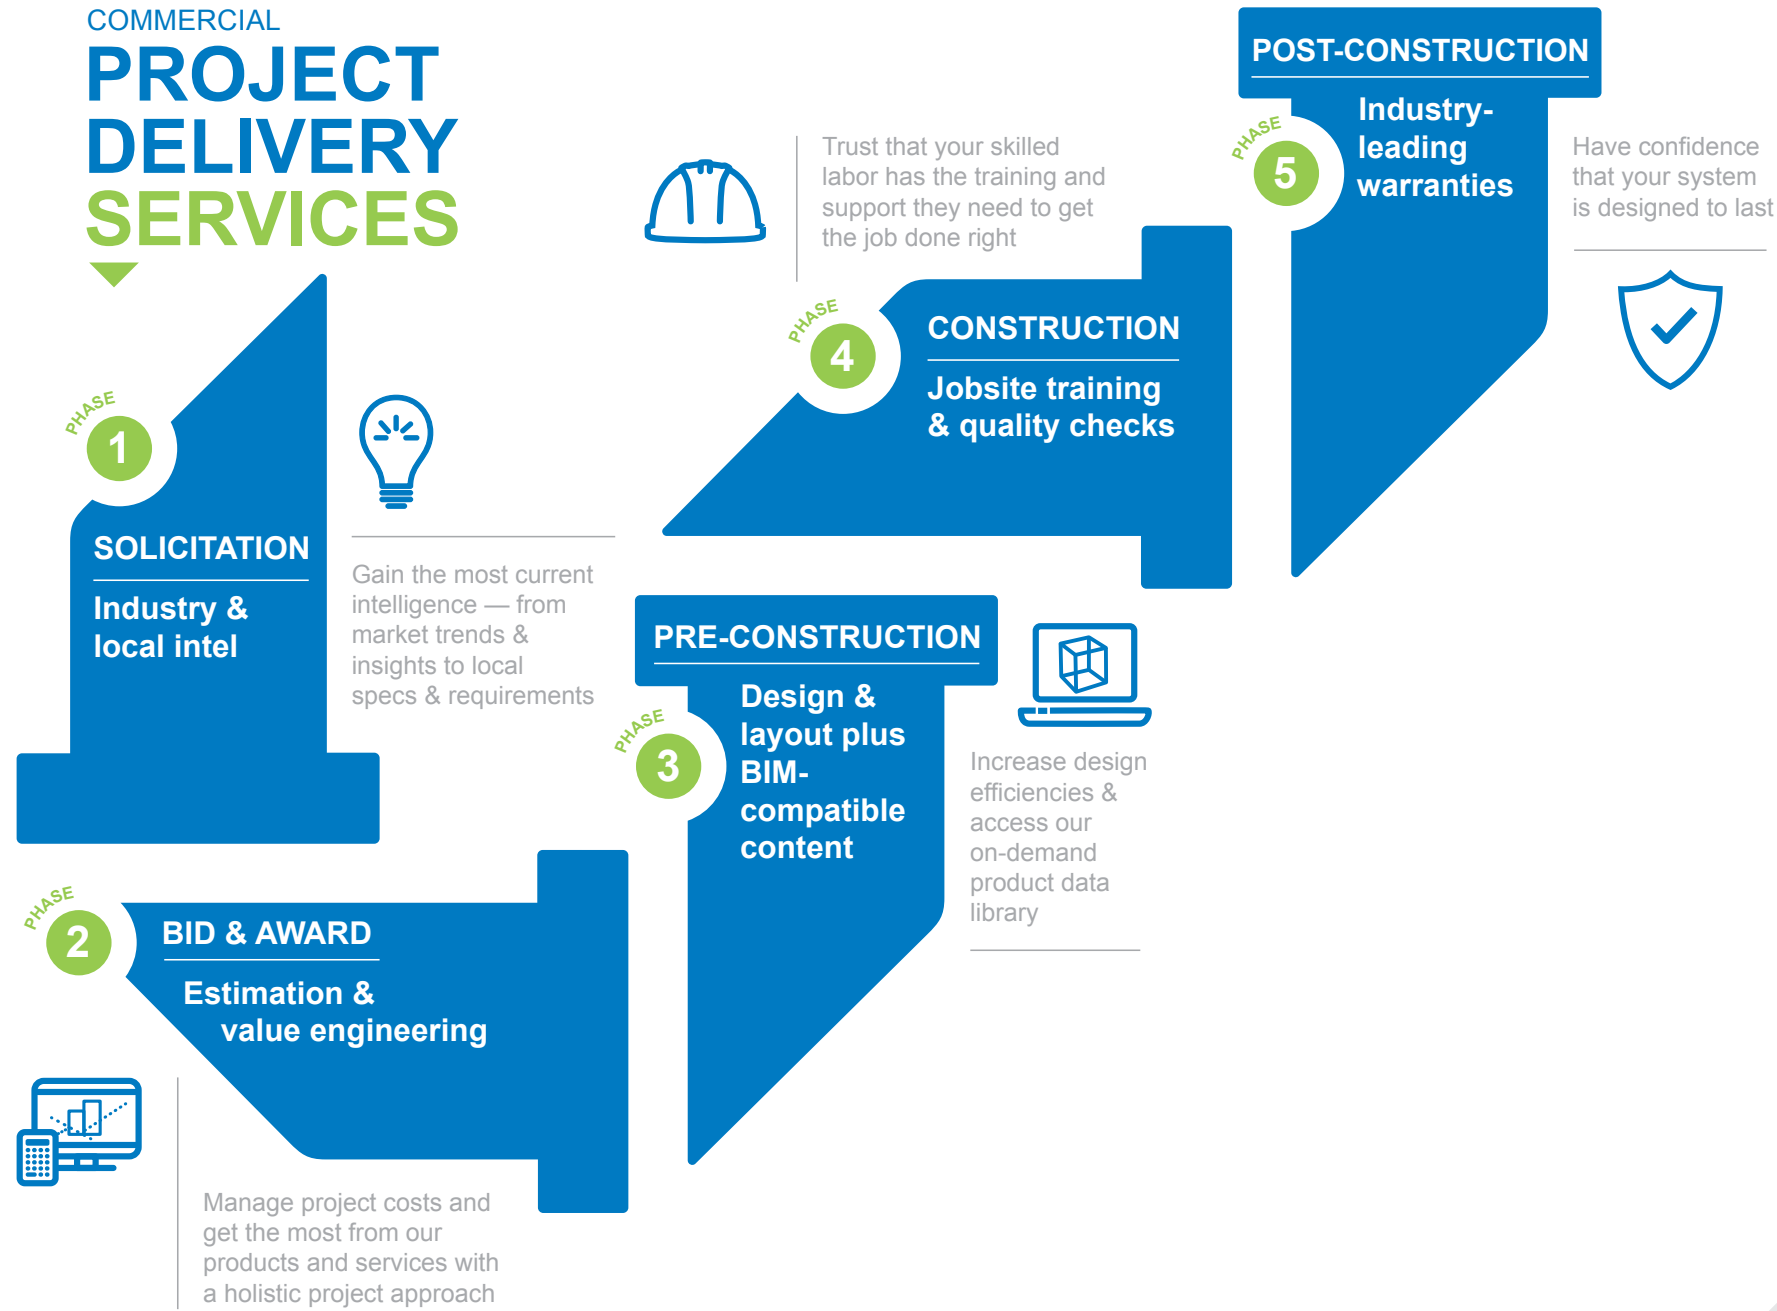 COMMERCIAL
PROJECT
DELIVERY
SERVICES
PHASE
1
SOLICITATION
Industry &
local intel
Gain the most current
intelligence — from
market trends &
insights to local
specs & requirements
PHASE
2
BID & AWARD
Estimation &
value engineering
Manage project costs and
get the most from our
products and services with
a holistic project approach
PHASE
3
PRE-CONSTRUCTION
Design &
layout plus
BIM-
compatible
content
Increase design
efficiencies &
access our
on-demand
product data
library
PHASE
4
CONSTRUCTION
Jobsite training
& quality checks
Trust that your skilled
labor has the training and
support they need to get
the job done right
PHASE
5
POST-CONSTRUCTION
Industry-
leading
warranties
Have confidence
that your system
is designed to last